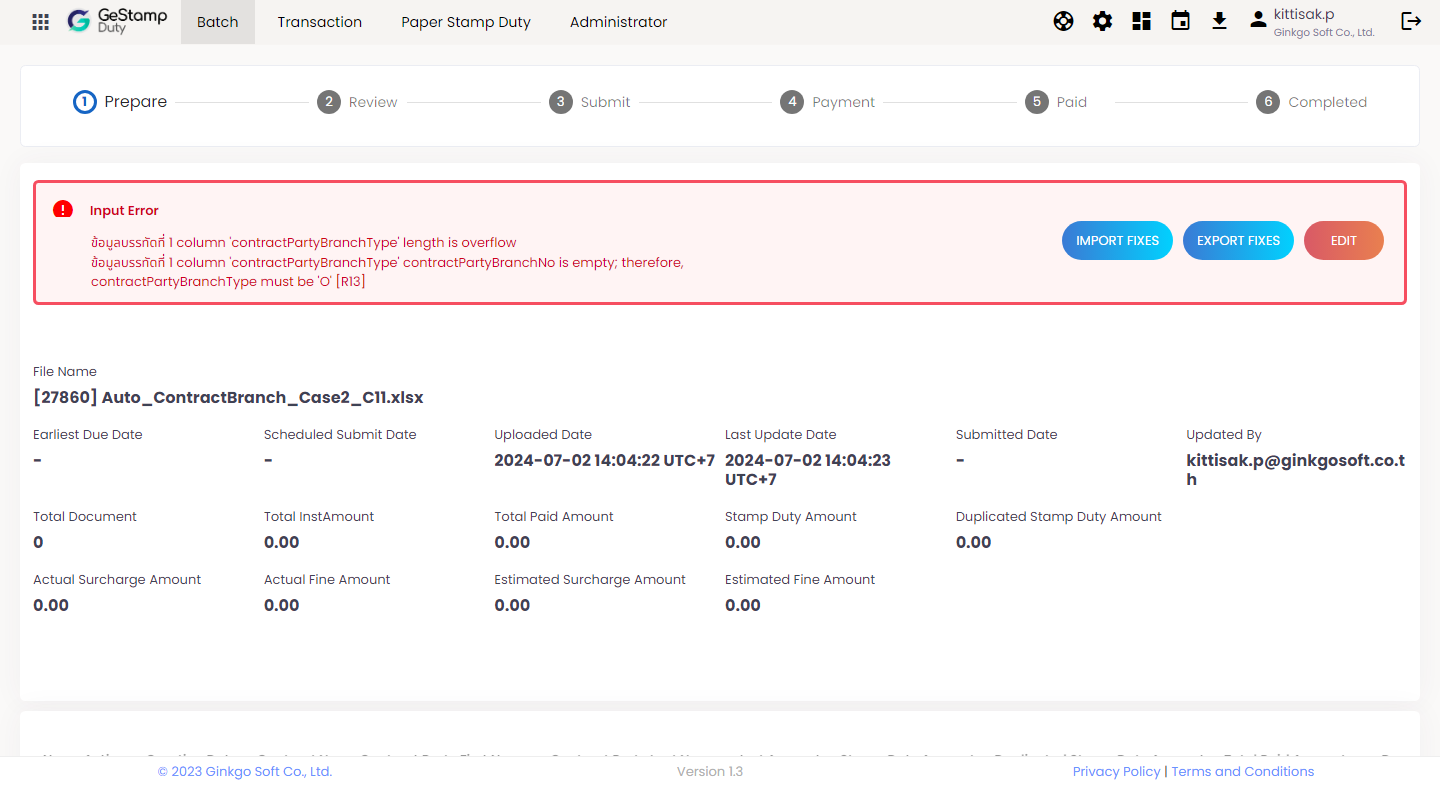 GeStamp
Duty
Batch
Transaction
Paper Stamp Duty
Administrator
kittisak.p
Ginkgo Soft Co., Ltd.
1 Prepare
2 Review
3 Submit
4 Payment
5 Paid
6 Completed
Input Error
ข้อมูลบรรทัดที่ 1 column 'contractPartyBranchType' length is overflow
ข้อมูลบรรทัดที่ 1 column 'contractPartyBranchType' contractPartyBranchNo is empty; therefore,
contractPartyBranchType must be 'O' [R13]
IMPORT FIXES
EXPORT FIXES
EDIT
File Name
[27860] Auto_ContractBranch_Case2_C11.xlsx
Earliest Due Date
-
Scheduled Submit Date
-
Uploaded Date
2024-07-02 14:04:22 UTC+7
Last Update Date
2024-07-02 14:04:23
UTC+7
Submitted Date
-
Updated By
kittisak.p@ginkgosoft.co.t
h
Total Document
0
Total InstAmount
0.00
Total Paid Amount
0.00
Stamp Duty Amount
0.00
Duplicated Stamp Duty Amount
0.00
Actual Surcharge Amount
0.00
Actual Fine Amount
0.00
Estimated Surcharge Amount
0.00
Estimated Fine Amount
0.00
© 2023 Ginkgo Soft Co., Ltd.
Version 1.3
Privacy Policy | Terms and Conditions